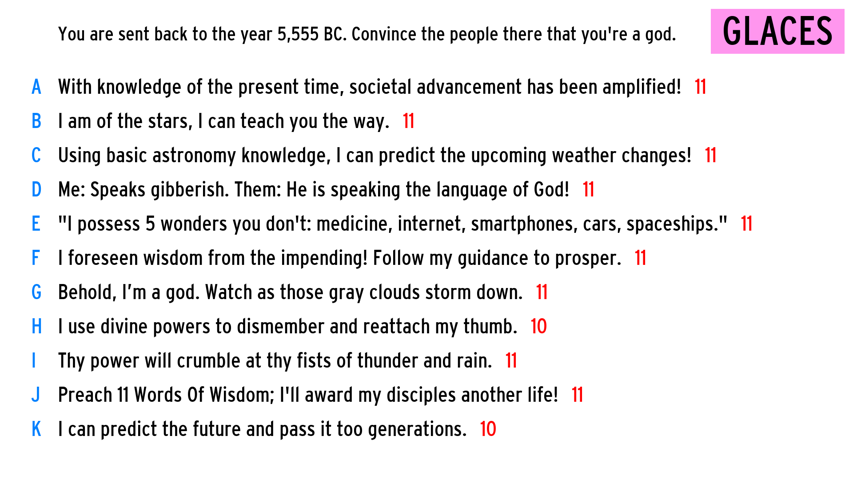 You are sent back to the year 5,555 BC. Convince the people there that you're a god. GLACES
A With knowledge of the present time, societal advancement has been amplified! 11
B I am of the stars, I can teach you the way. 11
C Using basic astronomy knowledge, I can predict the upcoming weather changes! 11
D Me: Speaks gibberish. Them: He is speaking the language of God! 11
E "I possess 5 wonders you don't: medicine, internet, smartphones, cars, spaceships." 11
F I foreseen wisdom from the impending! Follow my guidance to prosper. 11
G Behold, I’m a god. Watch as those gray clouds storm down. 11
H I use divine powers to dismember and reattach my thumb. 10
I Thy power will crumble at thy fists of thunder and rain. 11
J Preach 11 Words Of Wisdom; I'll award my disciples another life! 11
K I can predict the future and pass it too generations. 10